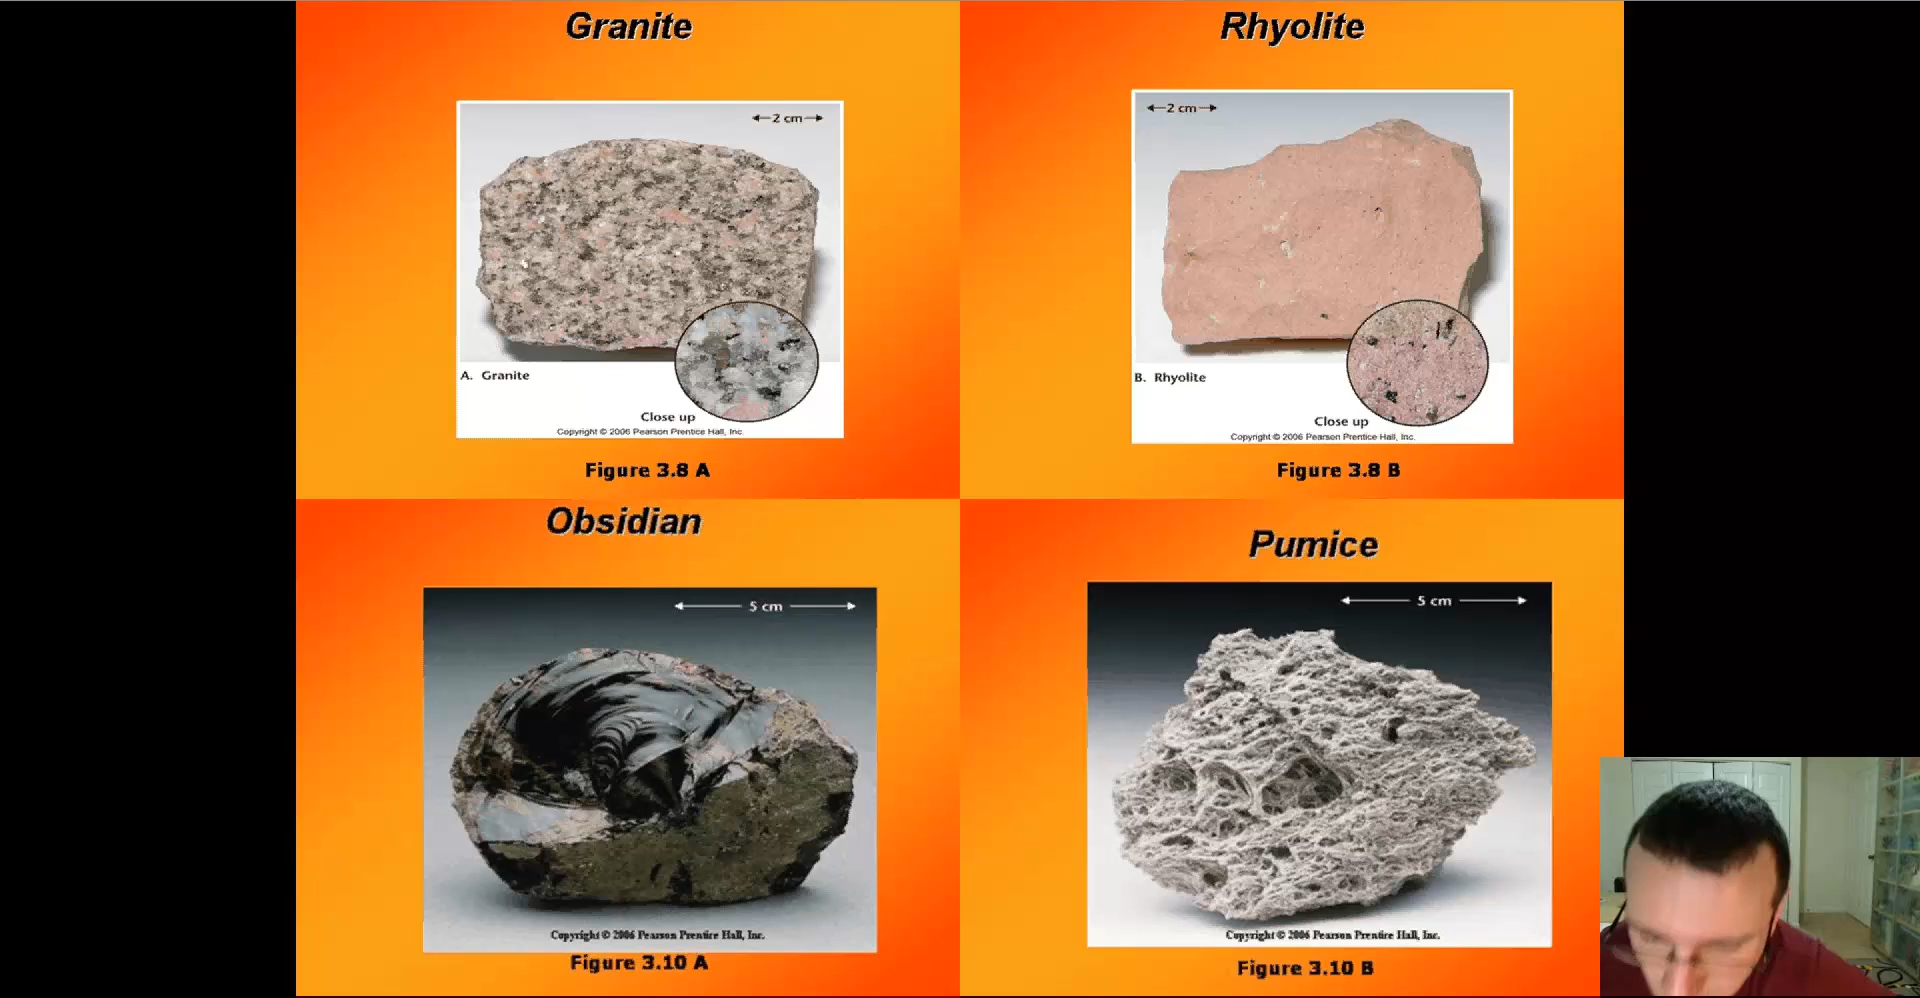 Granite
2 cm
A. Granite
Close up
Copyright © 2006 Pearson Prentice Hall, Inc.
Figure 3.8 A
Rhyolite
2 cm
B. Rhyolite
Close up
Copyright © 2006 Pearson Prentice Hall, Inc.
Figure 3.8 B
Obsidian
5 cm
Copyright © 2006 Pearson Prentice Hall, Inc.
Figure 3.10 A
Pumice
5 cm
Copyright © 2006 Pearson Prentice Hall, Inc.
Figure 3.10 B